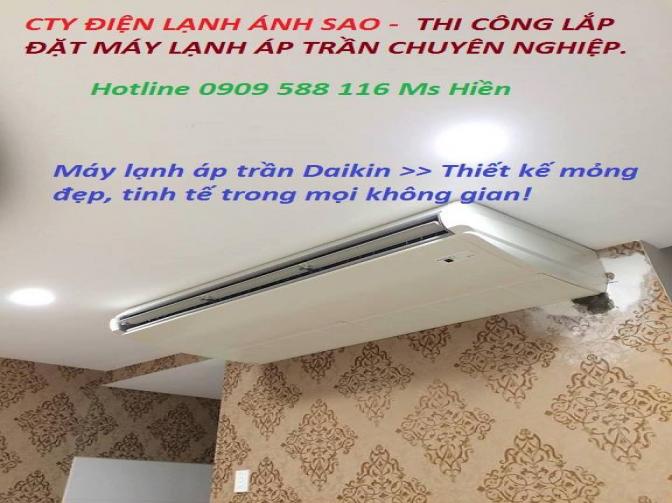 CTY ĐIỆN LẠNH ÁNH SAO - THI CÔNG LẮP
ĐẶT MÁY LẠNH ÁP TRẦN CHUYÊN NGHIỆP.
Hotline 0909 588 116 Ms Hiền
Máy lạnh áp trần Daikin >> Thiết kế mỏng
đẹp, tinh tế trong mọi không gian!